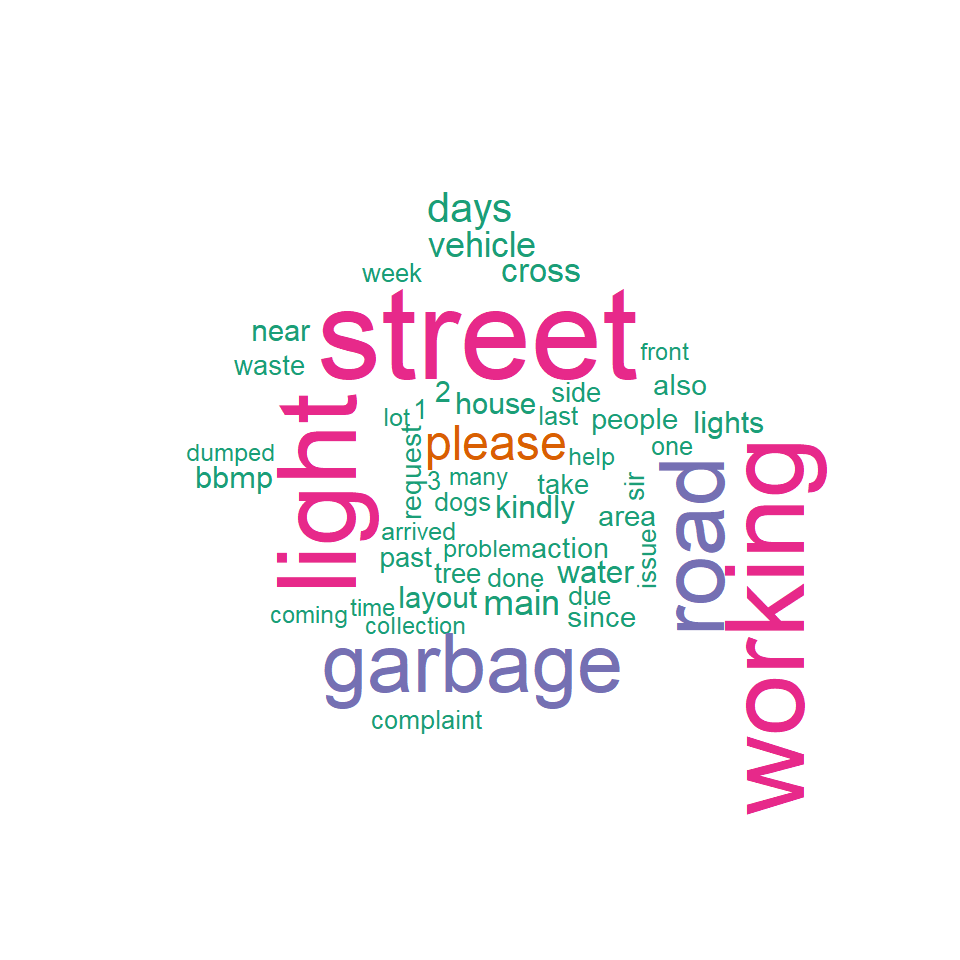 days
vehicle
week
cross
street
near
front
waste
also
2
side
house
1
lot
last
people
lights
light
please
request
one
help
dumped
bbmp
3
many
take
sir
dogs
kindly
area
road
working
arrived
problem
action
issue
past
tree
done
water
layout
main
due
time
coming
since
collection
garbage
complaint